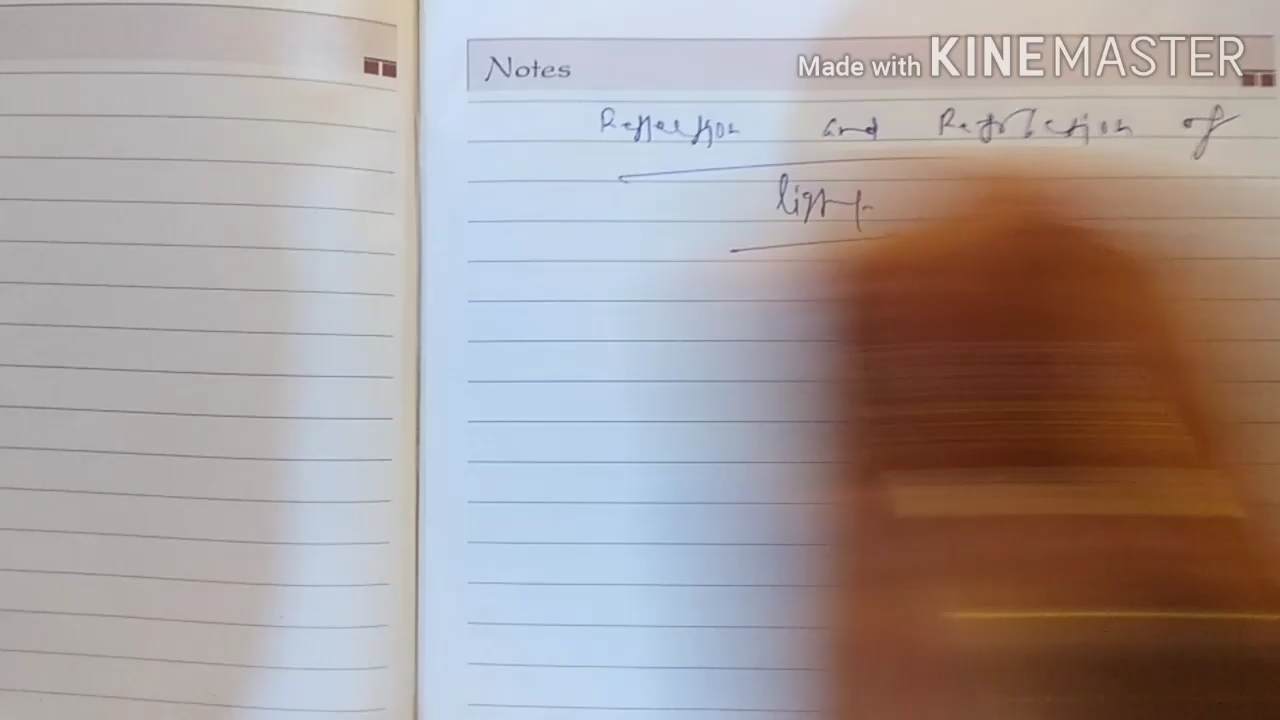 Made with KINEMASTER
Notes
Reflection and Refraction of
light.